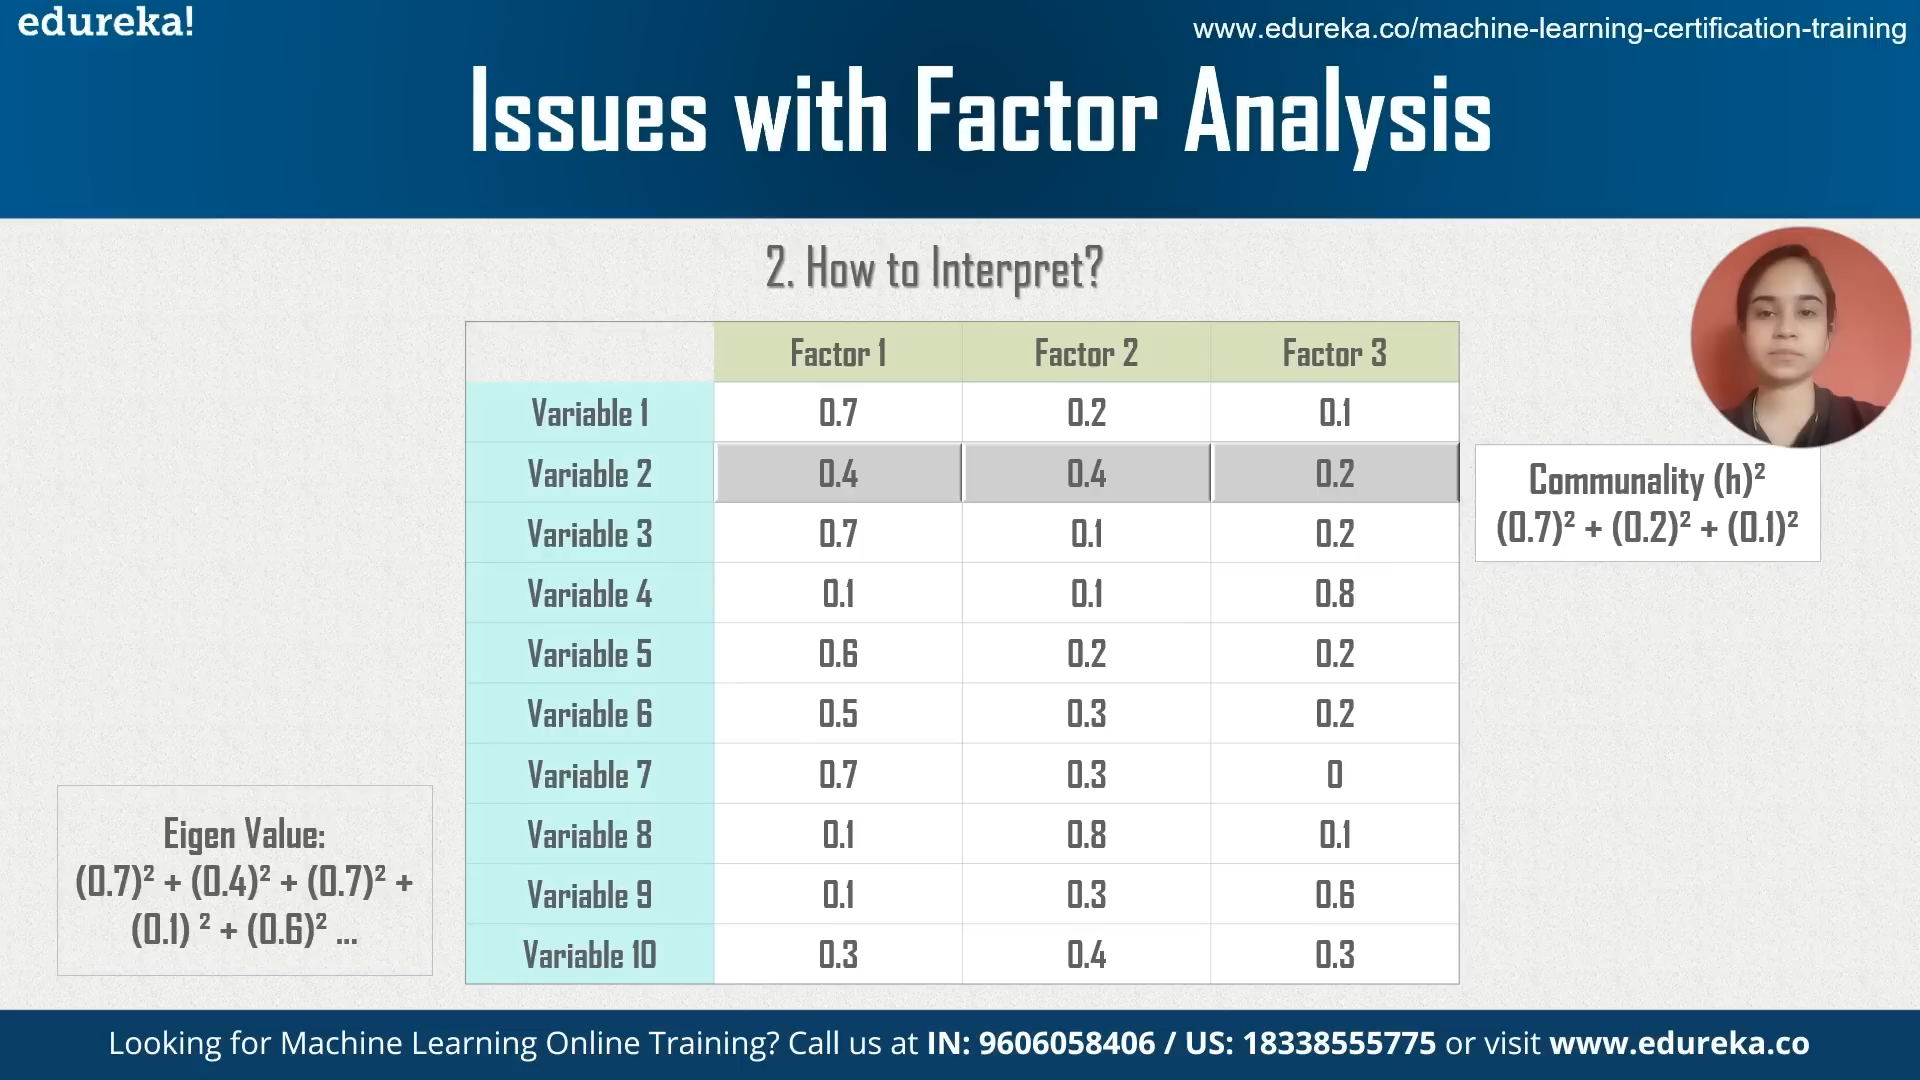 edureka!
www.edureka.co/machine-learning-certification-training
Issues with Factor Analysis
2. How to Interpret?
Factor 1 Factor 2 Factor 3
Variable 1 0.7 0.2 0.1
Variable 2 0.4 0.4 0.2
Variable 3 0.7 0.1 0.2
Variable 4 0.1 0.1 0.8
Variable 5 0.6 0.2 0.2
Variable 6 0.5 0.3 0.2
Variable 7 0.7 0.3 0
Variable 8 0.1 0.8 0.1
Variable 9 0.1 0.3 0.6
Variable 10 0.3 0.4 0.3
Communality (h)²
(0.7)² + (0.2)² + (0.1)²
Eigen Value:
(0.7)² + (0.4)² + (0.7)² +
(0.1) ² + (0.6)² ...
Looking for Machine Learning Online Training? Call us at IN: 9606058406 / US: 18338555775 or visit www.edureka.co